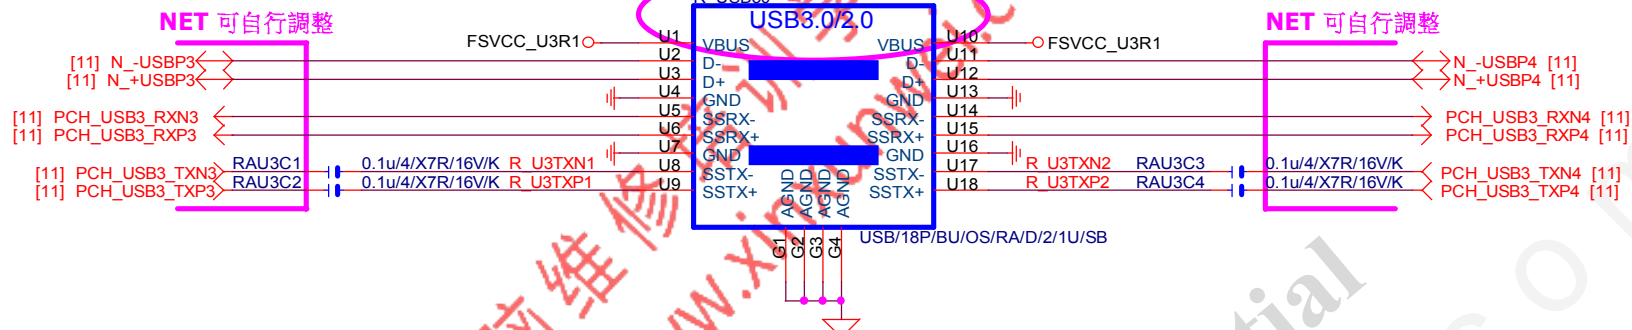 NET 可自行調整
USB3.0/2.0
NET 可自行調整
FSVCC_U3R1 U1 VBUS VBUS U10 FSVCC_U3R1
[11] N_-USBP3 U2 D- D- U11 N_-USBP4 [11]
[11] N_+USBP3 U3 D+ D+ U12 N_+USBP4 [11]
U4 GND GND U13
[11] PCH_USB3_RXN3 U5 SSRX- SSRX- U14 PCH_USB3_RXN4 [11]
[11] PCH_USB3_RXP3 U6 SSRX+ SSRX+ U15 PCH_USB3_RXP4 [11]
U7 GND GND U16
[11] PCH_USB3_TXN3 RAU3C1 0.1u/4/X7R/16V/K R_U3TXN1 U8 SSTX- SSTX- U17 R_U3TXN2 RAU3C3 0.1u/4/X7R/16V/K PCH_USB3_TXN4 [11]
[11] PCH_USB3_TXP3 RAU3C2 0.1u/4/X7R/16V/K R_U3TXP1 U9 SSTX+ SSTX+ U18 R_U3TXP2 RAU3C4 0.1u/4/X7R/16V/K PCH_USB3_TXP4 [11]
AGND AGND AGND AGND
G1 G2 G3 G4
USB/18P/BU/OS/RA/D/2/1U/SB